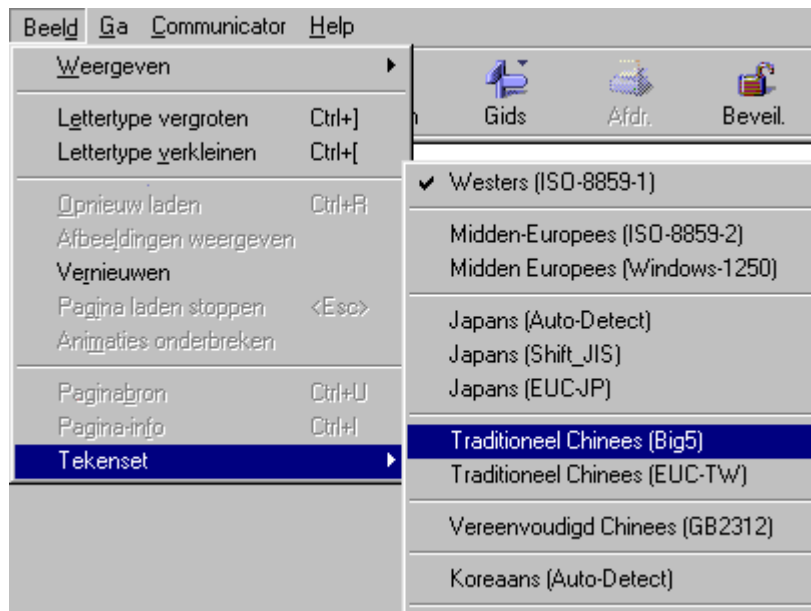 Beeld Ga Communicator Help
Weergeven
Lettertype vergroten Ctrl+]
Lettertype verkleinen Ctrl+[
Opnieuw laden Ctrl+R
Afbeeldingen weergeven
Vernieuwen
Pagina laden stoppen <Esc>
Animaties onderbreken
Paginabron Ctrl+U
Pagina-info Ctrl+I
Tekenset
Gids Afdr. Beveil.
Westers (ISO-8859-1)
Midden-Europees (ISO-8859-2)
Midden Europees (Windows-1250)
Japans (Auto-Detect)
Japans (Shift_JIS)
Japans (EUC-JP)
Traditioneel Chinees (Big5)
Traditioneel Chinees (EUC-TW)
Vereenvoudigd Chinees (GB2312)
Koreaans (Auto-Detect)